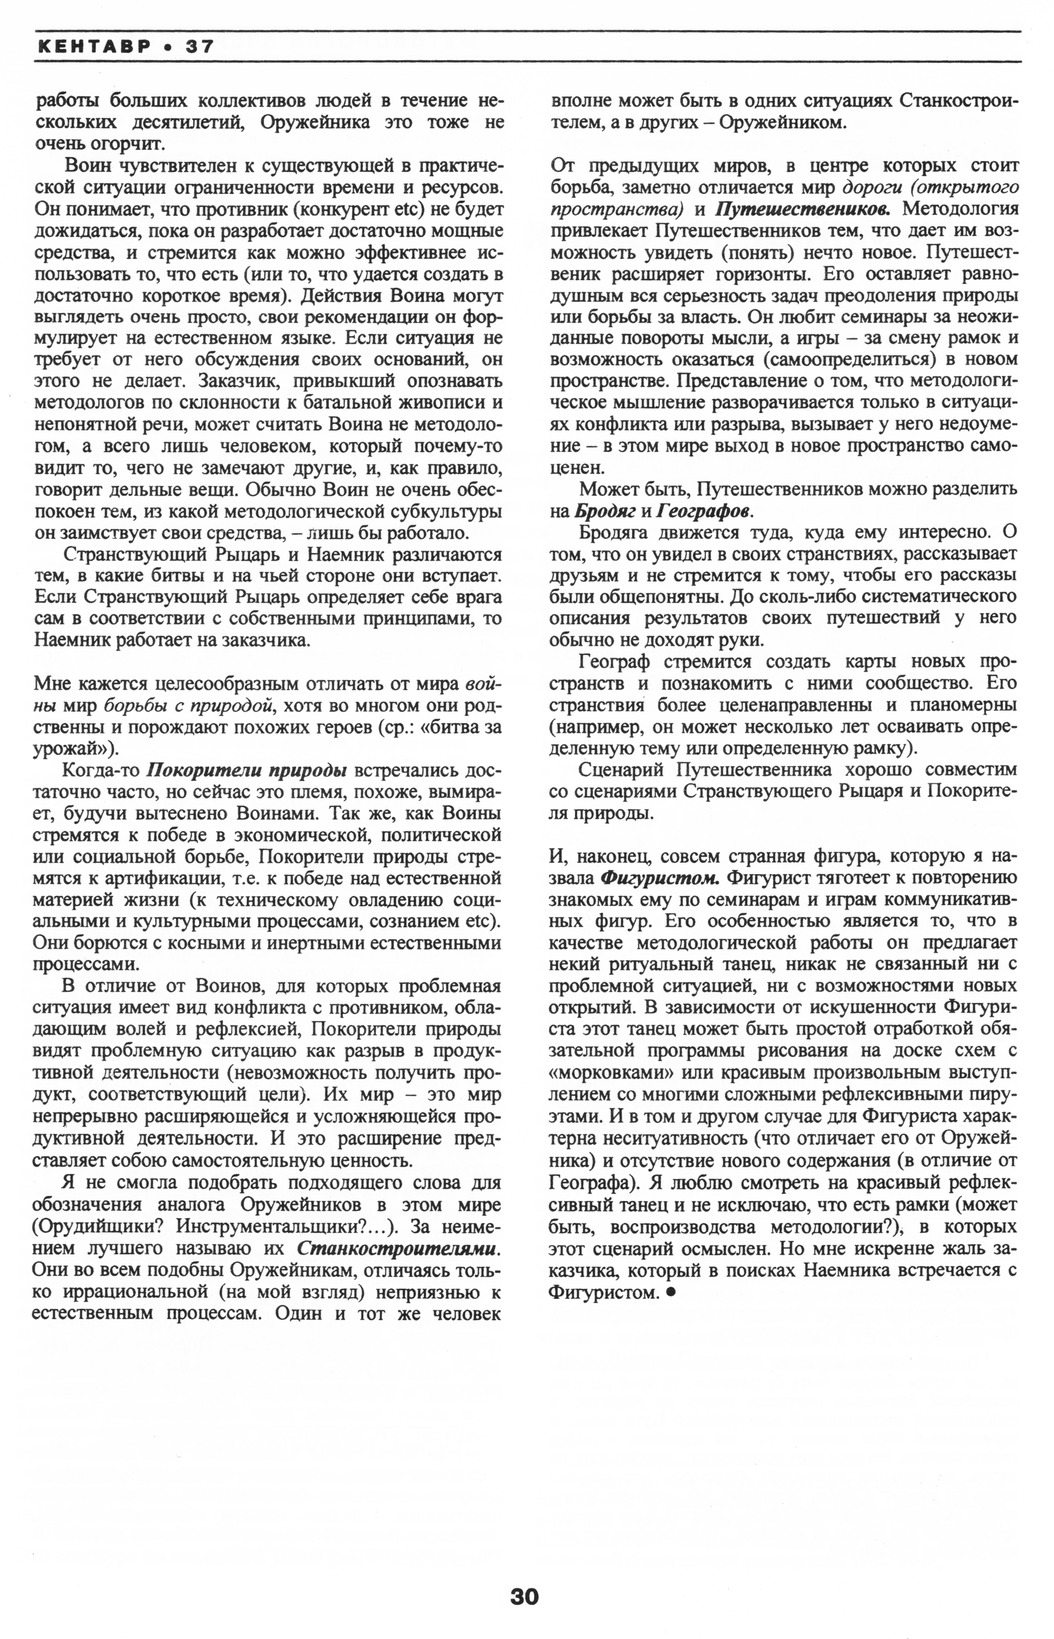 КЕНТАВР • 37
работы больших коллективов людей в течение не-
скольких десятилетий, Оружейника это тоже не
очень огорчит.
Воин чувствителен к существующей в практиче-
ской ситуации ограниченности времени и ресурсов.
Он понимает, что противник (конкурент etc) не будет
дожидаться, пока он разработает достаточно мощные
средства, и стремится как можно эффективнее ис-
пользовать то, что есть (или то, что удается создать в
достаточно короткое время). Действия Воина могут
выглядеть очень просто, свои рекомендации он фор-
мулирует на естественном языке. Если ситуация не
требует от него обсуждения своих оснований, он
этого не делает. Заказчик, привыкший опознавать
методологов по склонности к батальной живописи и
непонятной речи, может считать Воина не методоло-
гом, а всего лишь человеком, который почему-то
видит то, чего не замечают другие, и, как правило,
говорит дельные вещи. Обычно Воин не очень обес-
покоен тем, из какой методологической субкультуры
он заимствует свои средства, – лишь бы работало.
Странствующий Рыцарь и Наемник различаются
тем, в какие битвы и на чьей стороне они вступает.
Если Странствующий Рыцарь определяет себе врага
сам в соответствии с собственными принципами, то
Наемник работает на заказчика.
Мне кажется целесообразным отличать от мира вой-
ны мир борьбы с природой, хотя во многом они род-
ственны и порождают похожих героев (ср.: «битва за
урожай»).
Когда-то Покорители природы встречались дос-
таточно часто, но сейчас это племя, похоже, вымира-
ет, будучи вытеснено Воинами. Так же, как Воины
стремятся к победе в экономической, политической
или социальной борьбе, Покорители природы стре-
мятся к артификации, т.е. к победе над естественной
материей жизни (к техническому овладению соци-
альными и культурными процессами, сознанием etc).
Они борются с косными и инертными естественными
процессами.
В отличие от Воинов, для которых проблемная
ситуация имеет вид конфликта с противником, обла-
дающим волей и рефлексией, Покорители природы
видят проблемную ситуацию как разрыв в продук-
тивной деятельности (невозможность получить про-
дукт, соответствующий цели). Их мир – это мир
непрерывно расширяющейся и усложняющейся про-
дуктивной деятельности. И это расширение пред-
ставляет собою самостоятельную ценность.
Я не смогла подобрать подходящего слова для
обозначения аналога Оружейников в этом мире
(Орудийщики? Инструментальщики?...). За неиме-
нием лучшего называю их Станкостроителями.
Они во всем подобны Оружейникам, отличаясь толь-
ко иррациональной (на мой взгляд) неприязнью к
естественным процессам. Один и тот же человек
вполне может быть в одних ситуациях Станкострои-
телем, а в других – Оружейником.
От предыдущих миров, в центре которых стоит
борьба, заметно отличается мир дороги (открытого
пространства) и Путешествеников. Методология
привлекает Путешественников тем, что дает им воз-
можность увидеть (понять) нечто новое. Путешест-
веник расширяет горизонты. Его оставляет равно-
душным вся серьезность задач преодоления природы
или борьбы за власть. Он любит семинары за неожи-
данные повороты мысли, а игры – за смену рамок и
возможность оказаться (самоопределиться) в новом
пространстве. Представление о том, что методологи-
ческое мышление разворачивается только в ситуаци-
ях конфликта или разрыва, вызывает у него недоуме-
ние – в этом мире выход в новое пространство само-
ценен.
Может быть, Путешественников можно разделить
на Бродяг и Географов.
Бродяга движется туда, куда ему интересно. О
том, что он увидел в своих странствиях, рассказывает
друзьям и не стремится к тому, чтобы его рассказы
были общепонятны. До сколь-либо систематического
описания результатов своих путешествий у него
обычно не доходят руки.
Географ стремится создать карты новых про-
странств и познакомить с ними сообщество. Его
странствия более целенаправленны и планомерны
(например, он может несколько лет осваивать опре-
деленную тему или определенную рамку).
Сценарий Путешественника хорошо совместим
со сценариями Странствующего Рыцаря и Покорите-
ля природы.
И, наконец, совсем странная фигура, которую я на-
звала Фигуристом. Фигурист тяготеет к повторению
знакомых ему по семинарам и играм коммуникатив-
ных фигур. Его особенностью является то, что в
качестве методологической работы он предлагает
некий ритуальный танец, никак не связанный ни с
проблемной ситуацией, ни с возможностями новых
открытий. В зависимости от искушенности Фигури-
ста этот танец может быть простой отработкой обя-
зательной программы рисования на доске схем с
«морковками» или красивым произвольным выступ-
лением со многими сложными рефлексивными пиру-
этами. И в том и другом случае для Фигуриста харак-
терна неситуативность (что отличает его от Оружей-
ника) и отсутствие нового содержания (в отличие от
Географа). Я люблю смотреть на красивый рефлек-
сивный танец и не исключаю, что есть рамки (может
быть, воспроизводства методологии?), в которых
этот сценарий осмыслен. Но мне искренне жаль за-
казчика, который в поисках Наемника встречается с
Фигуристом. •
30